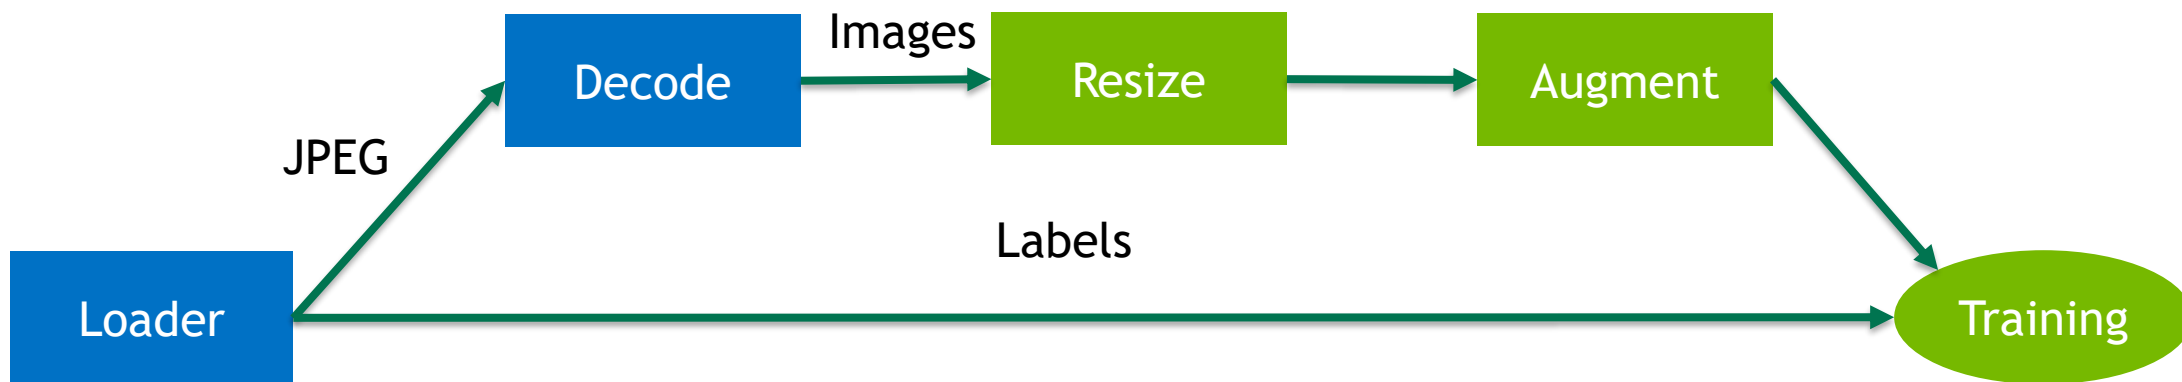 Images
Decode
Resize
Augment
JPEG
Labels
Loader
Training